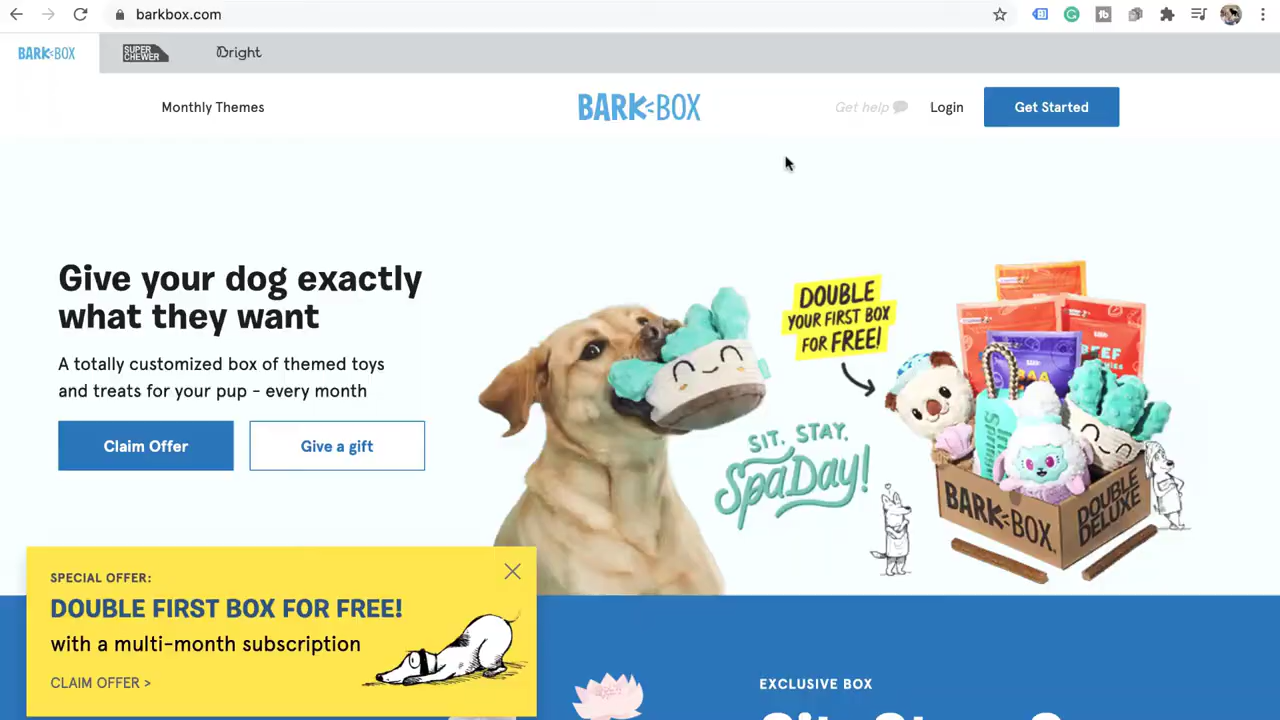 barkbox.com
BARK BOX
SUPER CHEWER
Bright
Monthly Themes
BARK BOX
Get help
Login
Get Started
Give your dog exactly
what they want
A totally customized box of themed toys
and treats for your pup - every month
Claim Offer
Give a gift
DOUBLE
YOUR FIRST BOX
FOR FREE!
SIT. STAY.
SpaDay!
BEEF
BARK BOX
DOUBLE
DELUXE
SPECIAL OFFER:
DOUBLE FIRST BOX FOR FREE!
with a multi-month subscription
CLAIM OFFER >
EXCLUSIVE BOX